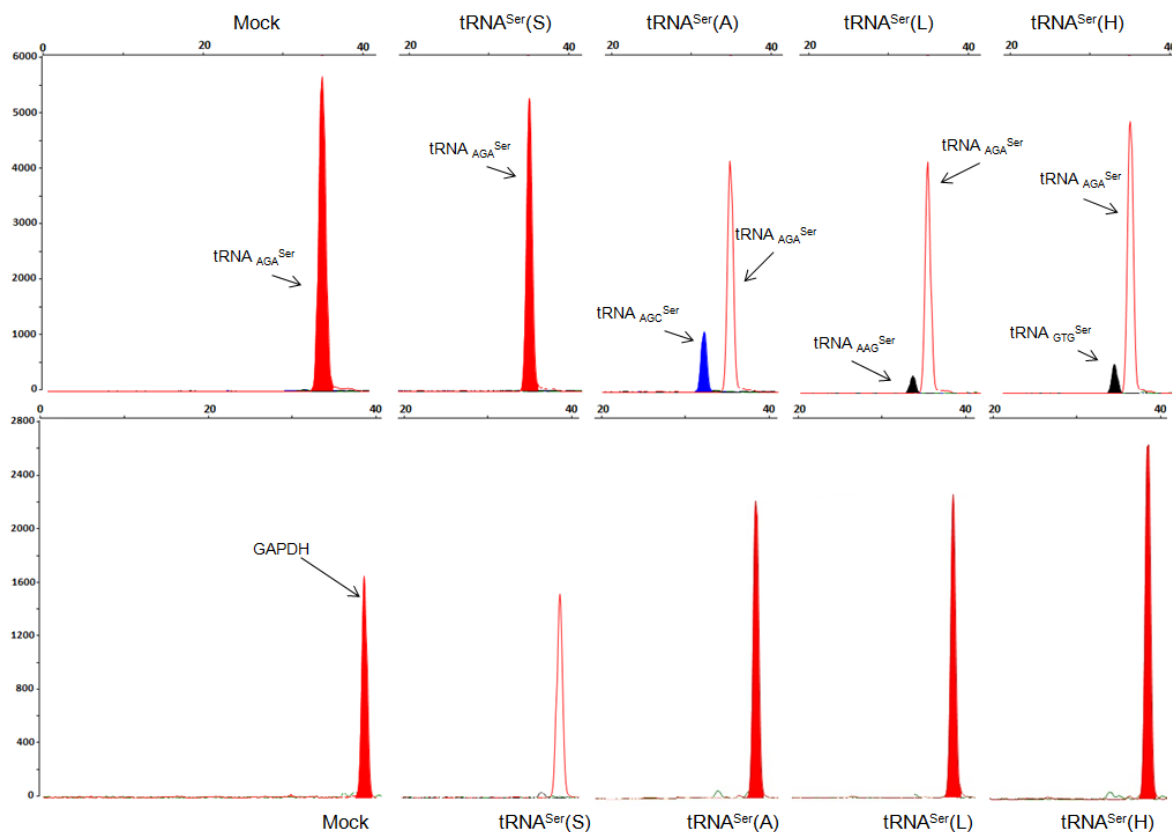 Mock tRNASer(S) tRNASer(A) tRNASer(L) tRNASer(H)
0 20 40 20 40 20 40 20 40 20 40
6000
5000
4000
3000
2000
1000
0
tRNA AGASer
tRNA AGASer
tRNA AGCSer
tRNA AGASer
tRNA AAGSer
tRNA AGASer
tRNA GTGSer
tRNA AGASer
0 20 40 20 40 20 40 20 40 20 40
2800
2400
2000
1600
1200
800
400
0
GAPDH
Mock tRNASer(S) tRNASer(A) tRNASer(L) tRNASer(H)